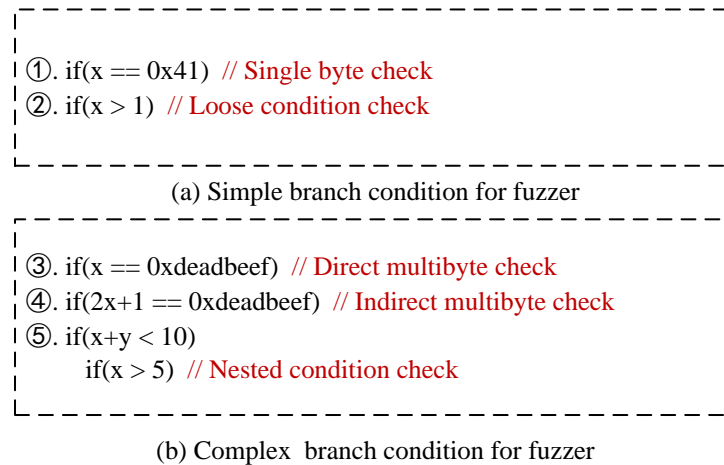 ①. if(x == 0x41) // Single byte check
②. if(x > 1) // Loose condition check
(a) Simple branch condition for fuzzer
③. if(x == 0xdeadbeef) // Direct multibyte check
④. if(2x+1 == 0xdeadbeef) // Indirect multibyte check
⑤. if(x+y < 10)
if(x > 5) // Nested condition check
(b) Complex branch condition for fuzzer